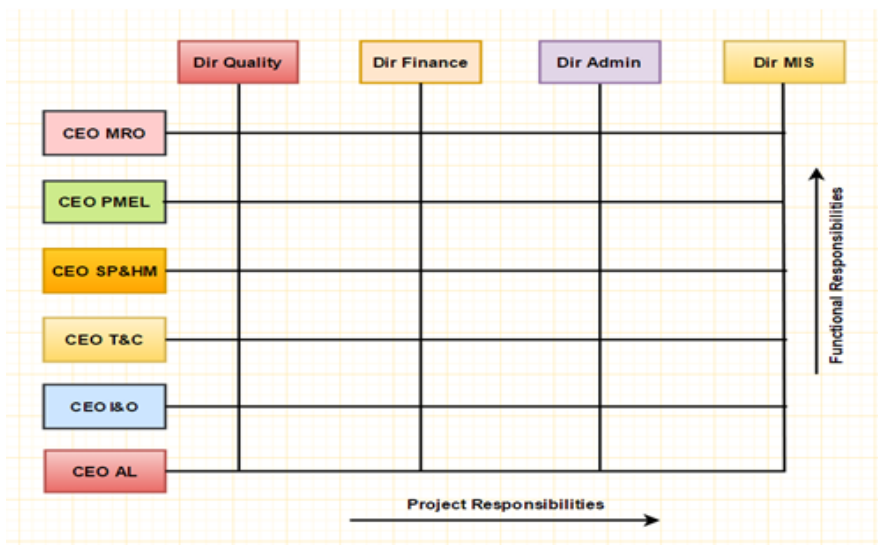 Dir Quality
Dir Finance
Dir Admin
Dir MIS
CEO MRO
CEO PMEL
CEO SP&HM
CEO T&C
CEO I&O
CEO AL
Functional Responsibilities
Project Responsibilities